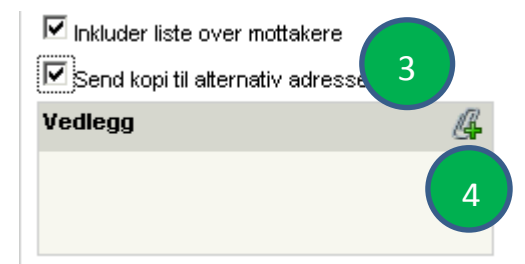 Inkluder liste over mottakere
Send kopi til alternativ adresse
3
Vedlegg
4